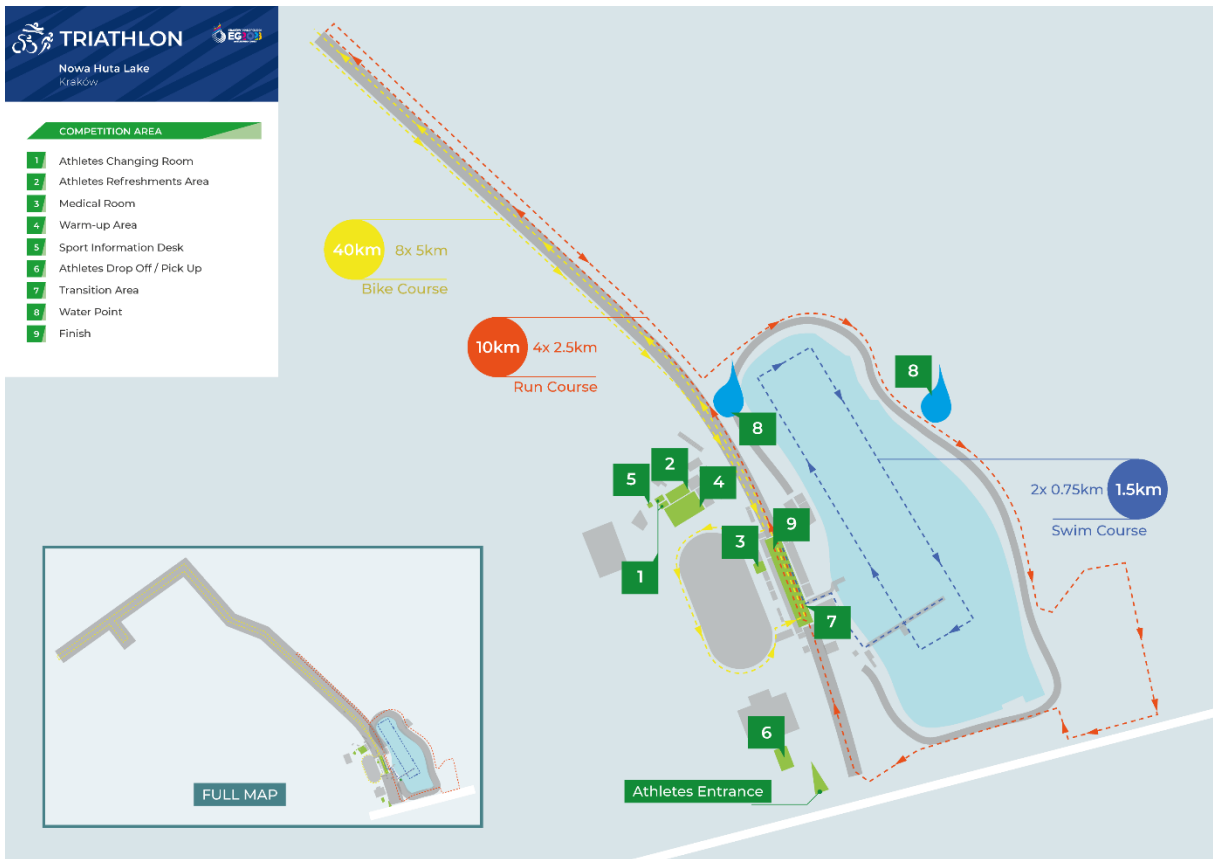 TRIATHLON
EG2023
Nowa Huta Lake
Kraków
COMPETITION AREA
1 Athletes Changing Room
2 Athletes Refreshments Area
3 Medical Room
4 Warm-up Area
5 Sport Information Desk
6 Athletes Drop Off / Pick Up
7 Transition Area
8 Water Point
9 Finish
40km 8x 5km
Bike Course
10km 4x 2.5km
Run Course
8
8
2x 0.75km 1.5km
Swim Course
2
5
4
9
3
1
7
6
Athletes Entrance
FULL MAP